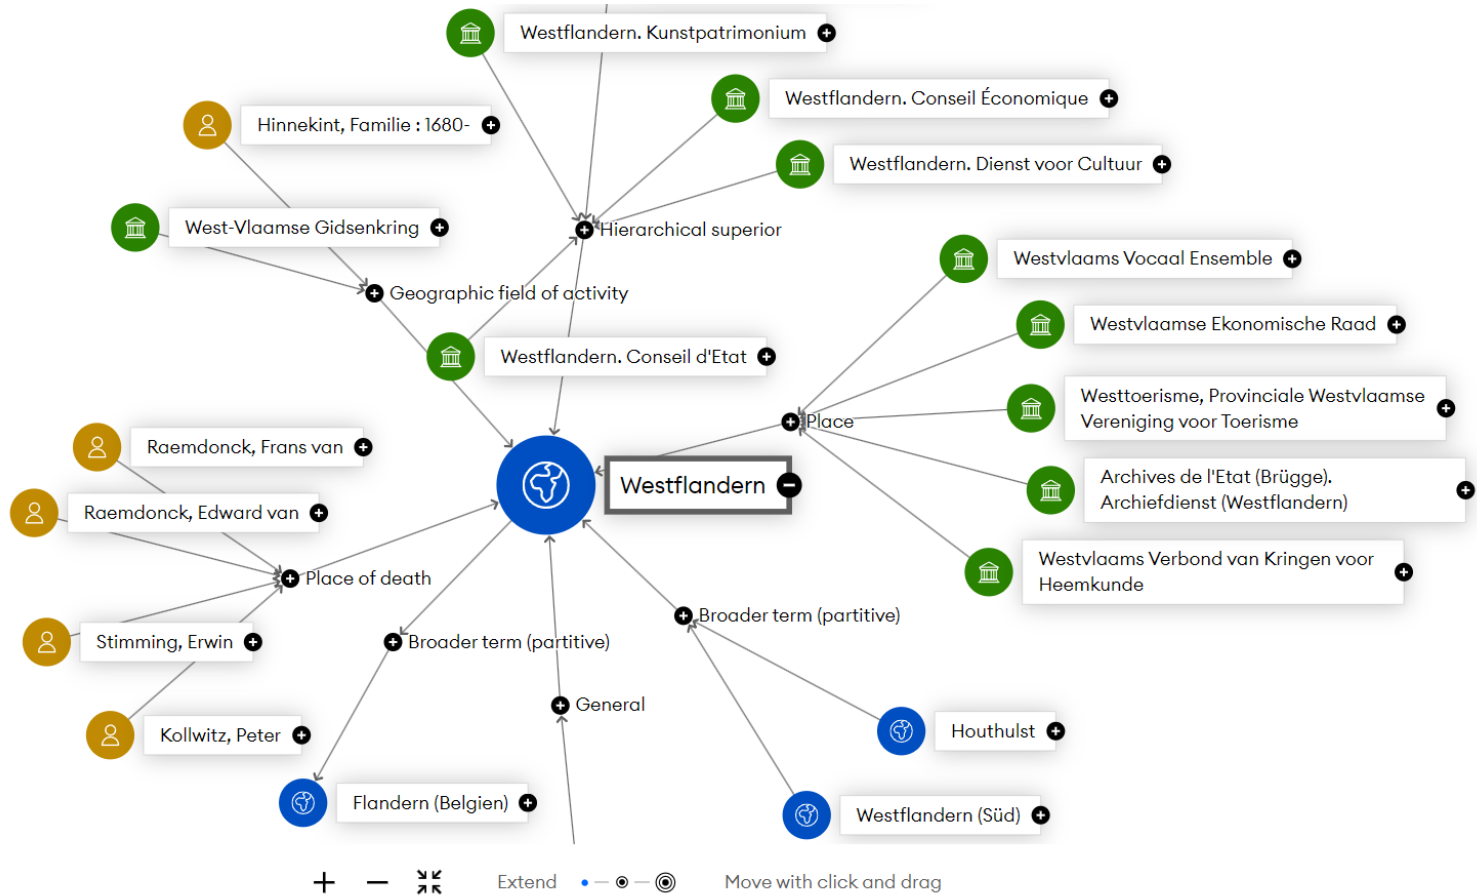 Westflandern. Kunstpatrimonium
Westflandern. Conseil Économique
Hinnekint, Familie : 1680-
Westflandern. Dienst voor Cultuur
West-Vlaamse Gidsenkring
Hierarchical superior
Westvlaams Vocaal Ensemble
Geographic field of activity
Westvlaamse Ekonomische Raad
Westflandern. Conseil d'Etat
Westtoerisme, Provinciale Westvlaamse
Vereniging voor Toerisme
Place
Raemdonck, Frans van
Westflandern
Archives de l'Etat (Brügge).
Archiefdienst (Westflandern)
Raemdonck, Edward van
Westvlaams Verbond van Kringen voor
Heemkunde
Place of death
Broader term (partitive)
Stimming, Erwin
Broader term (partitive)
General
Kollwitz, Peter
Houthulst
Flandern (Belgien)
Westflandern (Süd)
Extend
Move with click and drag